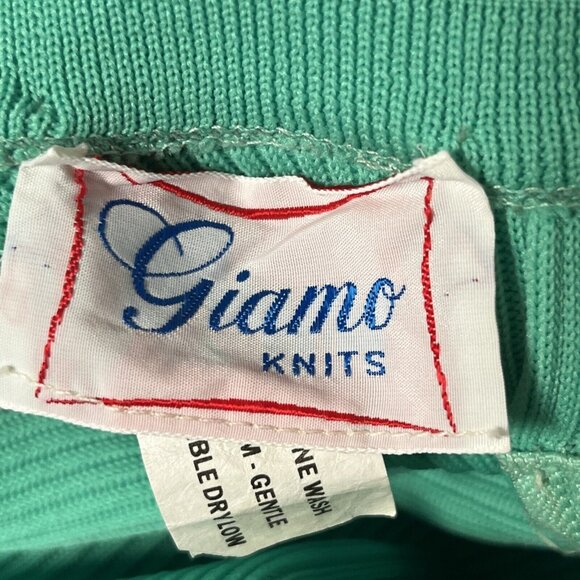 Giamo
KNITS
NE WASH
M - GENTLE
BLE DRY LOW